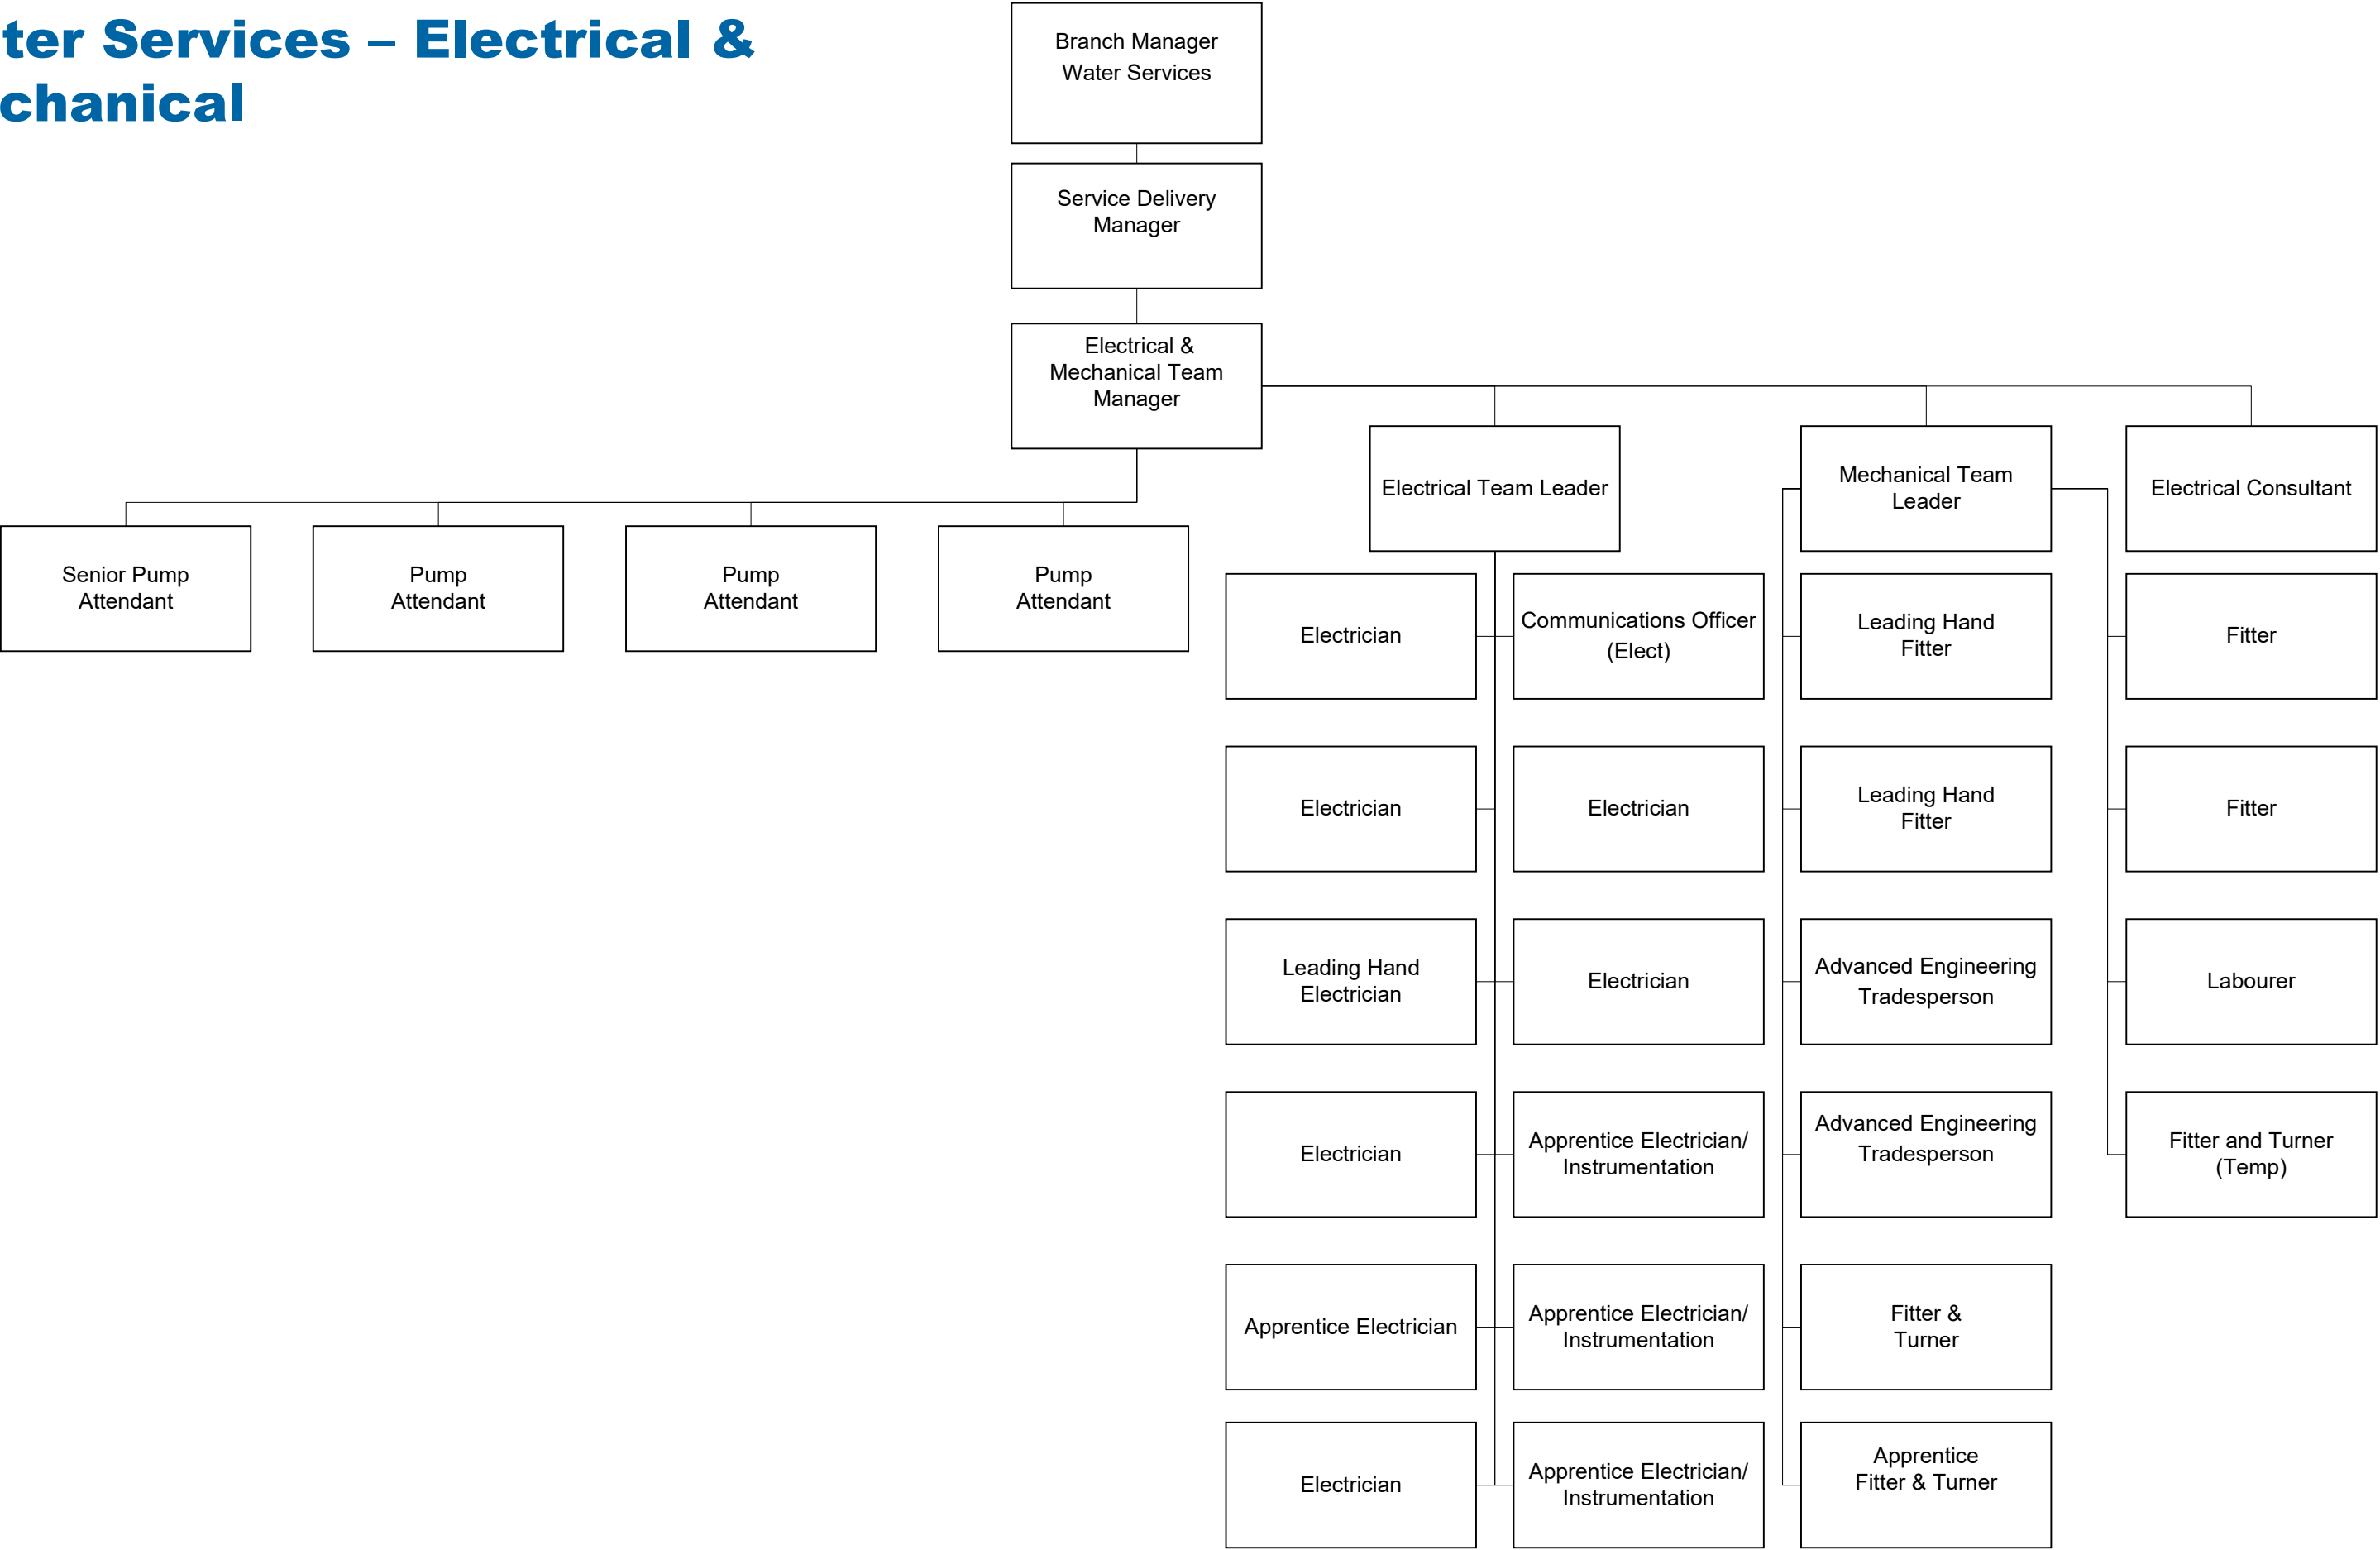 ter Services – Electrical &
chanical
Branch Manager
Water Services
Service Delivery
Manager
Electrical &
Mechanical Team
Manager
Electrical Team Leader
Mechanical Team
Leader
Electrical Consultant
Senior Pump
Attendant
Pump
Attendant
Pump
Attendant
Pump
Attendant
Electrician
Communications Officer
(Elect)
Leading Hand
Fitter
Fitter
Electrician
Electrician
Leading Hand
Fitter
Fitter
Leading Hand
Electrician
Electrician
Advanced Engineering
Tradesperson
Labourer
Electrician
Apprentice Electrician/
Instrumentation
Advanced Engineering
Tradesperson
Fitter and Turner
(Temp)
Apprentice Electrician
Apprentice Electrician/
Instrumentation
Fitter &
Turner
Electrician
Apprentice Electrician/
Instrumentation
Apprentice
Fitter & Turner